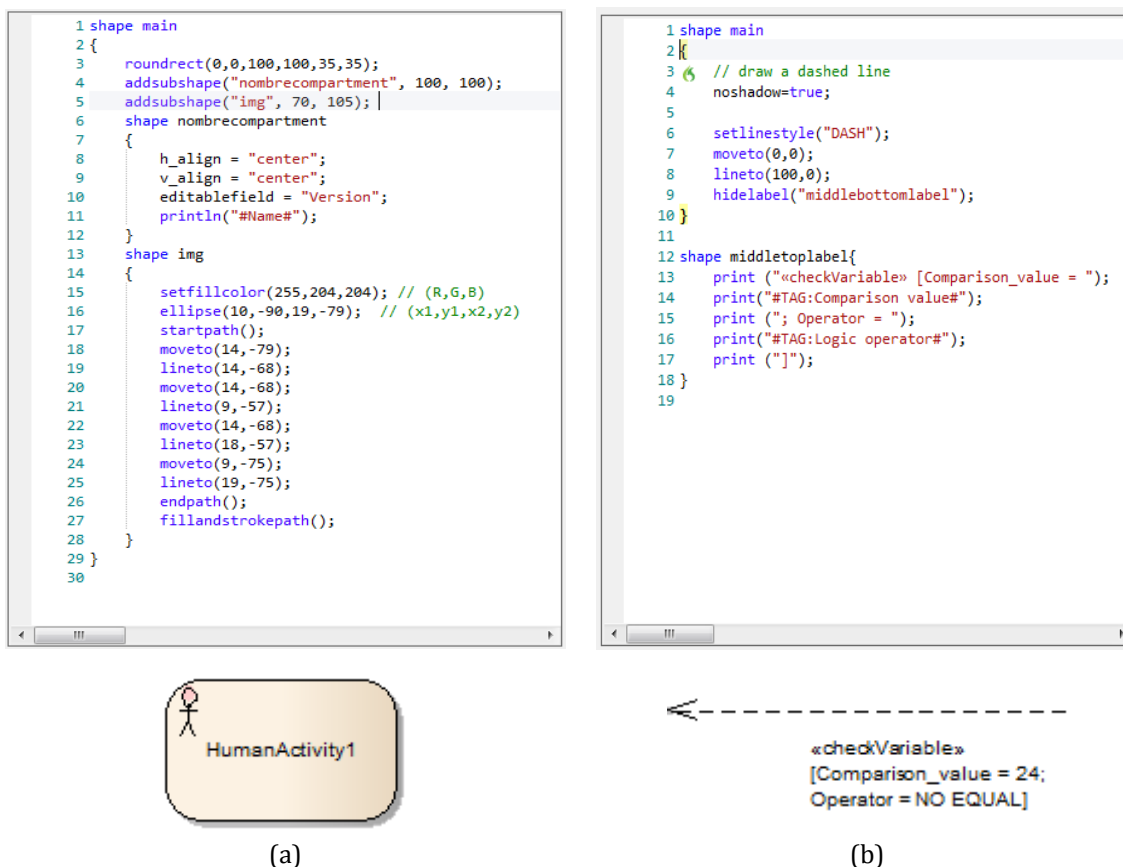 1 shape main
2 {
3 roundrect(0,0,100,100,35,35);
4 addsubshape("nombrecompartment", 100, 100);
5 addsubshape("img", 70, 105);
6 shape nombrecompartment
7 {
8 h_align = "center";
9 v_align = "center";
10 editablefield = "Version";
11 println("#Name#");
12 }
13 shape img
14 {
15 setfillcolor(255,204,204); // (R,G,B)
16 ellipse(10,-90,19,-79); // (x1,y1,x2,y2)
17 startpath();
18 moveto(14,-79);
19 lineto(14,-68);
20 moveto(14,-68);
21 lineto(9,-57);
22 moveto(14,-68);
23 lineto(18,-57);
24 moveto(9,-75);
25 lineto(19,-75);
26 endpath();
27 fillandstrokepath();
28 }
29 }
30
HumanActivity1
(a)
1 shape main
2 {
3 // draw a dashed line
4 noshadow=true;
5
6 setlinestyle("DASH");
7 moveto(0,0);
8 lineto(100,0);
9 hidelabel("middlebottomlabel");
10 }
11
12 shape middletoplabel{
13 print ("«checkVariable» [Comparison_value = ");
14 print("#TAG:Comparison value#");
15 print ("; Operator = ");
16 print("#TAG:Logic operator#");
17 print ("]");
18 }
19
«checkVariable»
[Comparison_value = 24;
Operator = NO EQUAL]
(b)